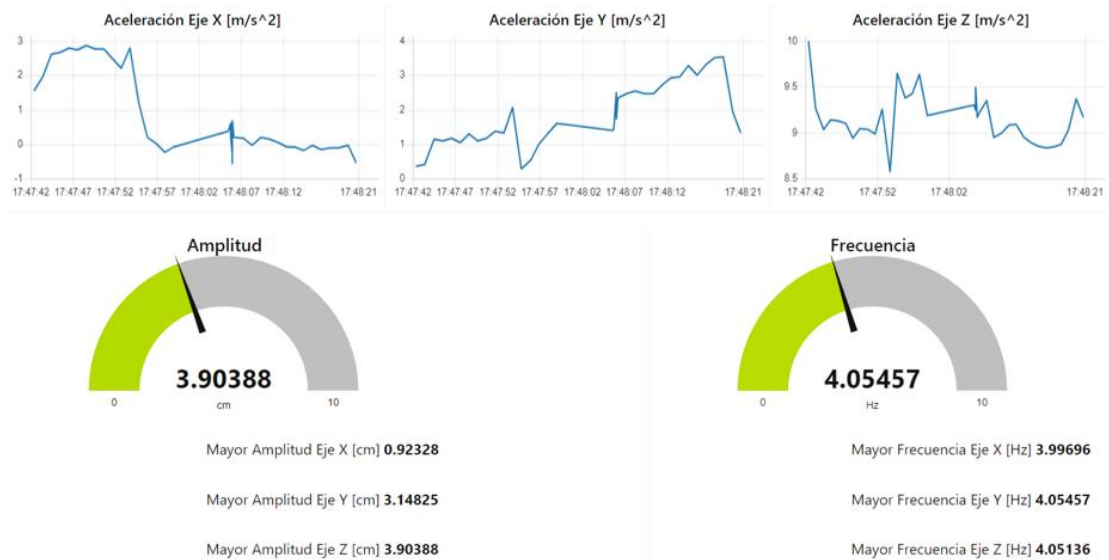 Aceleración Eje X [m/s^2]
3
2
1
0
-1
17:47:42 17:47:47 17:47:52 17:47:57 17:48:02 17:48:07 17:48:12 17:48:21
Aceleración Eje Y [m/s^2]
4
3
2
1
0
17:47:42 17:47:47 17:47:52 17:47:57 17:48:02 17:48:07 17:48:12 17:48:21
Aceleración Eje Z [m/s^2]
10
9.5
9
8.5
17:47:42 17:47:52 17:48:02 17:48:21
Amplitud
3.90388
0 cm 10
Mayor Amplitud Eje X [cm] 0.92328
Mayor Amplitud Eje Y [cm] 3.14825
Mayor Amplitud Eje Z [cm] 3.90388
Frecuencia
4.05457
0 Hz 10
Mayor Frecuencia Eje X [Hz] 3.99696
Mayor Frecuencia Eje Y [Hz] 4.05457
Mayor Frecuencia Eje Z [Hz] 4.05136